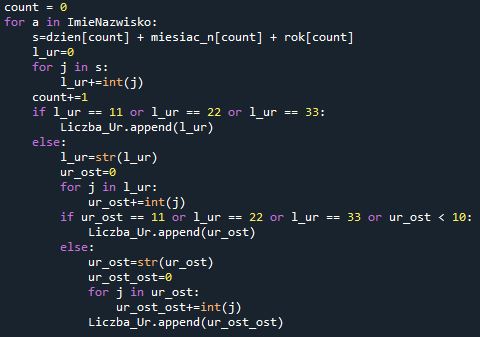 count = 0
for a in ImieNazwisko:
    s=dzien[count] + miesiac_n[count] + rok[count]
    l_ur=0
    for j in s:
        l_ur+=int(j)
    count+=1
    if l_ur == 11 or l_ur == 22 or l_ur == 33:
        Liczba_Ur.append(l_ur)
    else:
        l_ur=str(l_ur)
        ur_ost=0
        for j in l_ur:
            ur_ost+=int(j)
        if ur_ost == 11 or l_ur == 22 or l_ur == 33 or ur_ost < 10:
            Liczba_Ur.append(ur_ost)
        else:
            ur_ost=str(ur_ost)
            ur_ost_ost=0
            for j in ur_ost:
                ur_ost_ost+=int(j)
            Liczba_Ur.append(ur_ost_ost)